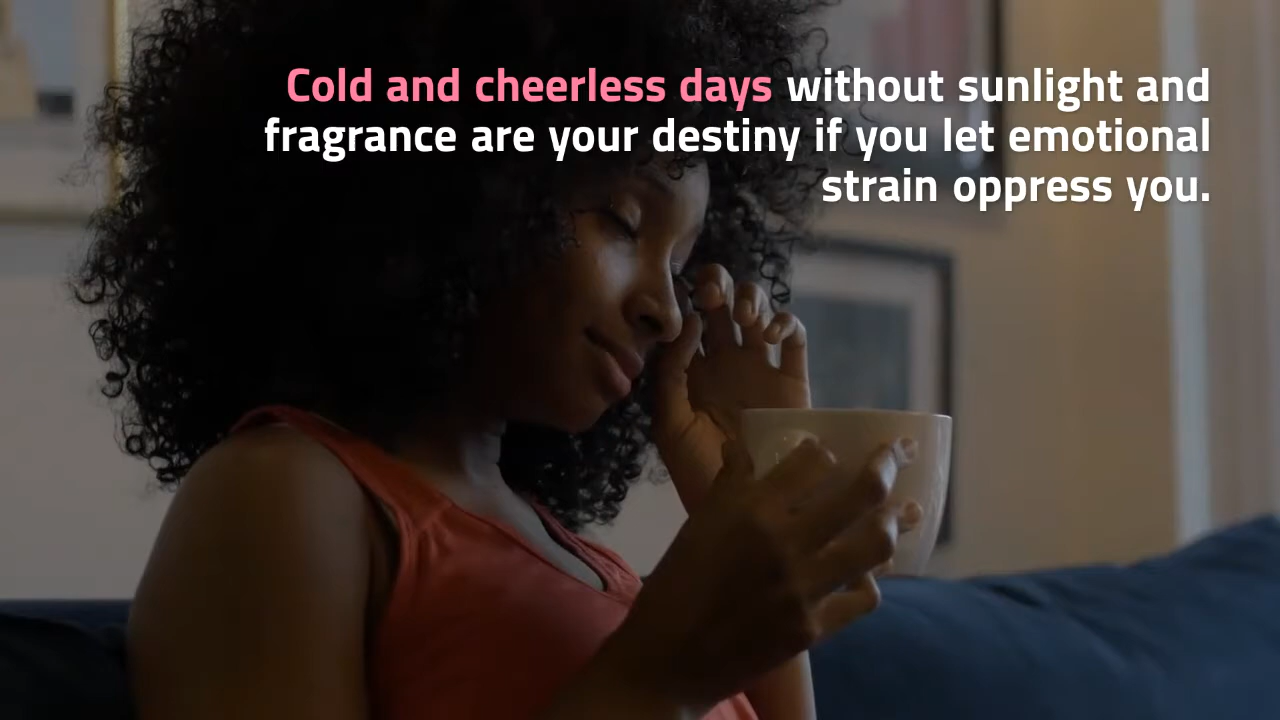 Cold and cheerless days without sunlight and
fragrance are your destiny if you let emotional
strain oppress you.